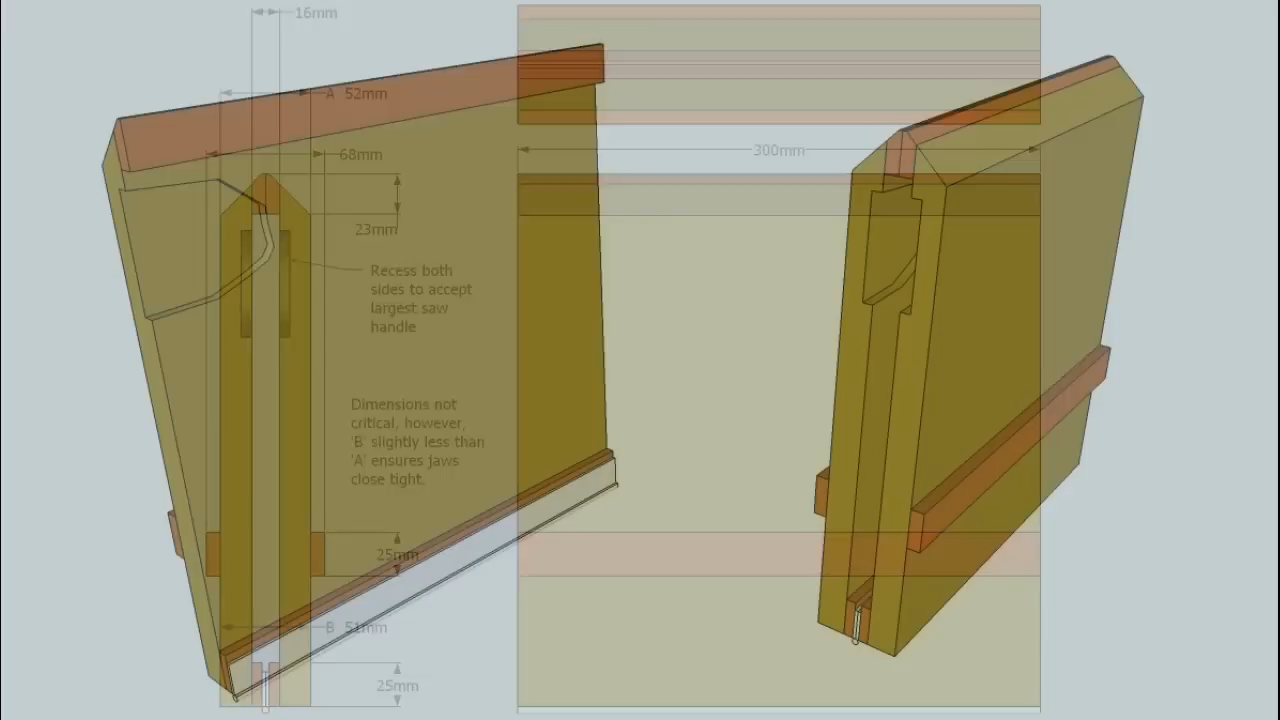 16mm
A 52mm
68mm
300mm
23mm
Recess both
sides to accept
largest saw
handle
Dimensions not
critical, however,
'B' slightly less than
'A' ensures jaws
close tight.
25mm
B 51mm
25mm